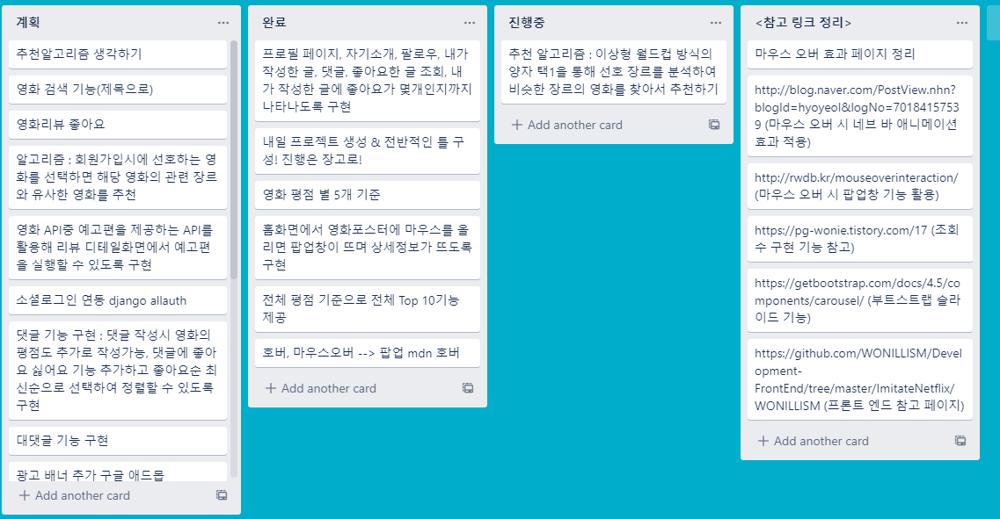 계획
추천알고리즘 생각하기
영화 검색 기능(제목으로)
영화리뷰 좋아요
알고리즘 : 회원가입시에 선호하는 영
화를 선택하면 해당 영화의 관련 장르
와 유사한 영화를 추천
영화 API중 예고편을 제공하는 API를
활용해 리뷰 디테일화면에서 예고편
을 실행할 수 있도록 구현
소셜로그인 연동 django allauth
댓글 기능 구현 : 댓글 작성시 영화의
평점도 추가로 작성가능, 댓글에 좋아
요 싫어요 기능 추가하고 좋아요순 최
신순으로 선택하여 정렬할 수 있도록
구현
대댓글 기능 구현
광고 배너 추가 구글 애드몹
Add another card
완료
프로필 페이지, 자기소개, 팔로우, 내가
작성한 글, 댓글, 좋아요한 글 조회, 내
가 작성한 글에 좋아요가 몇개인지까지
나타나도록 구현
내일 프로젝트 생성 & 전반적인 틀 구
성! 진행은 장고로!
영화 평점 별 5개 기준
홈화면에서 영화포스터에 마우스를 올
리면 팝업창이 뜨며 상세정보가 뜨도록
구현
전체 평점 기준으로 전체 Top 10기능
제공
호버, 마우스오버 --> 팝업 mdn 호버
Add another card
진행중
추천 알고리즘 : 이상형 월드컵 방식의
양자 택1을 통해 선호 장르를 분석하여
비슷한 장르의 영화를 찾아서 추천하기
Add another card
<참고 링크 정리>
마우스 오버 효과 페이지 정리
http://blog.naver.com/PostView.nhn?
blogId=hyoyeol&logNo=7018415753
9 (마우스 오버 시 네브 바 애니메이션
효과 적용)
http://rwdb.kr/mouseoverinteraction/
(마우스 오버 시 팝업창 기능 활용)
https://pg-wonie.tistory.com/17 (조회
수 구현 기능 참고)
https://getbootstrap.com/docs/4.5/co
mponents/carousel/ (부트스트랩 슬라
이드 기능)
https://github.com/WONILLISM/Devel
opment-
FrontEnd/tree/master/ImitateNetflix/
WONILLISM (프론트 엔드 참고 페이지)
Add another card